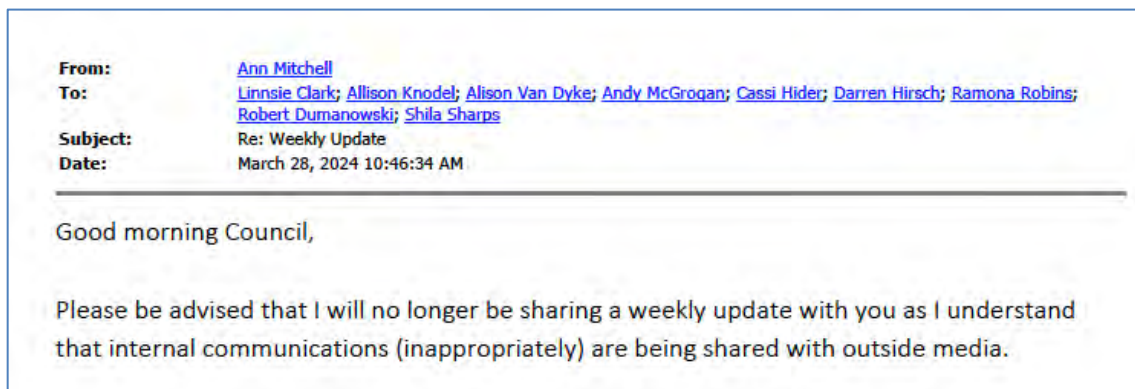 From: Ann Mitchell
To: Linnsie Clark; Allison Knodel; Alison Van Dyke; Andy McGrogan; Cassi Hider; Darren Hirsch; Ramona Robins;
Robert Dumanowski; Shila Sharps
Subject: Re: Weekly Update
Date: March 28, 2024 10:46:34 AM
Good morning Council,
Please be advised that I will no longer be sharing a weekly update with you as I understand
that internal communications (inappropriately) are being shared with outside media.